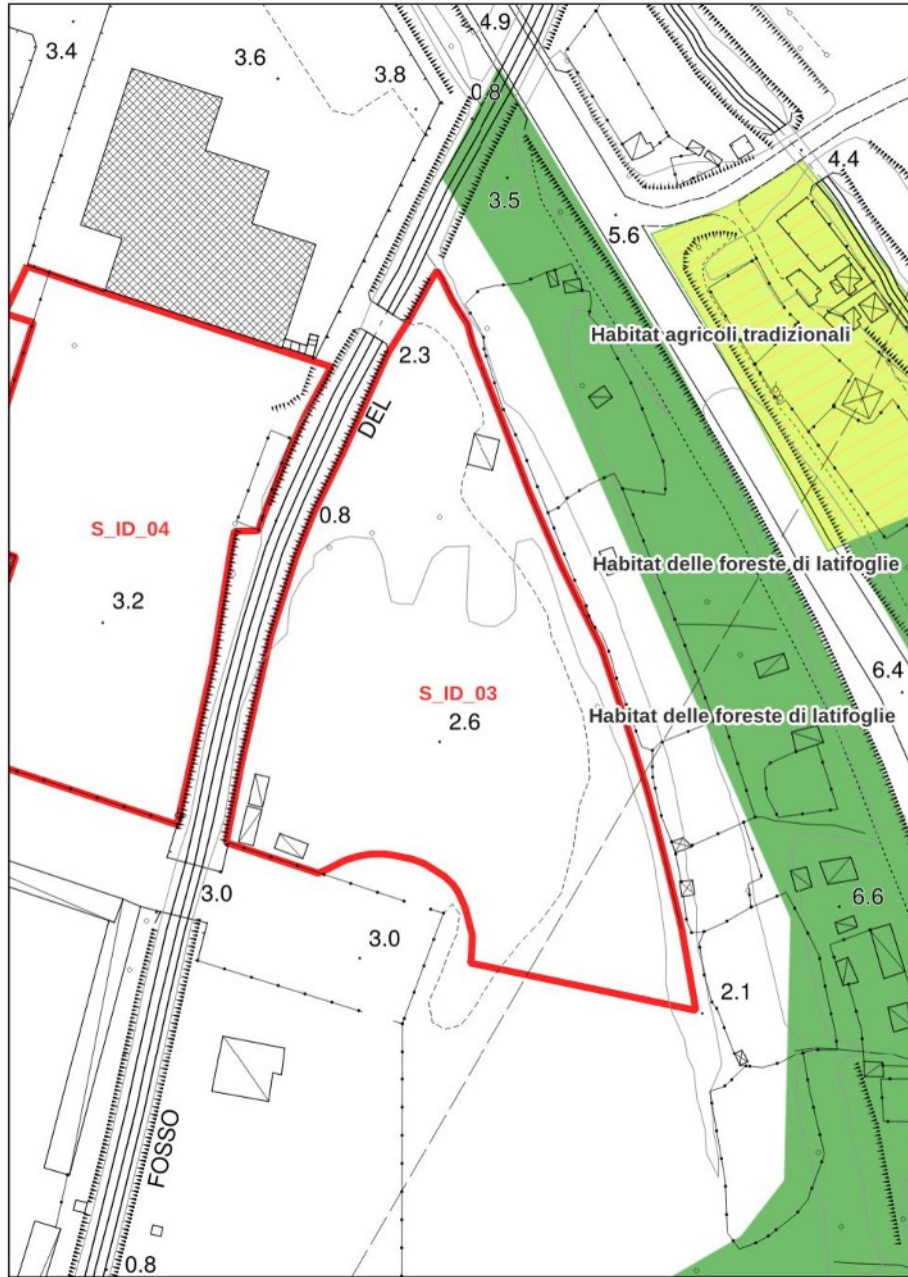 4.9
3.4
3.6
3.8
0.8
4.4
3.5
5.6
Habitat agricoli tradizionali
2.3
DEL
0.8
S_ID_04
Habitat delle foreste di latifoglie
3.2
6.4
S_ID_03
Habitat delle foreste di latifoglie
2.6
3.0
6.6
3.0
2.1
FOSSO
0.8